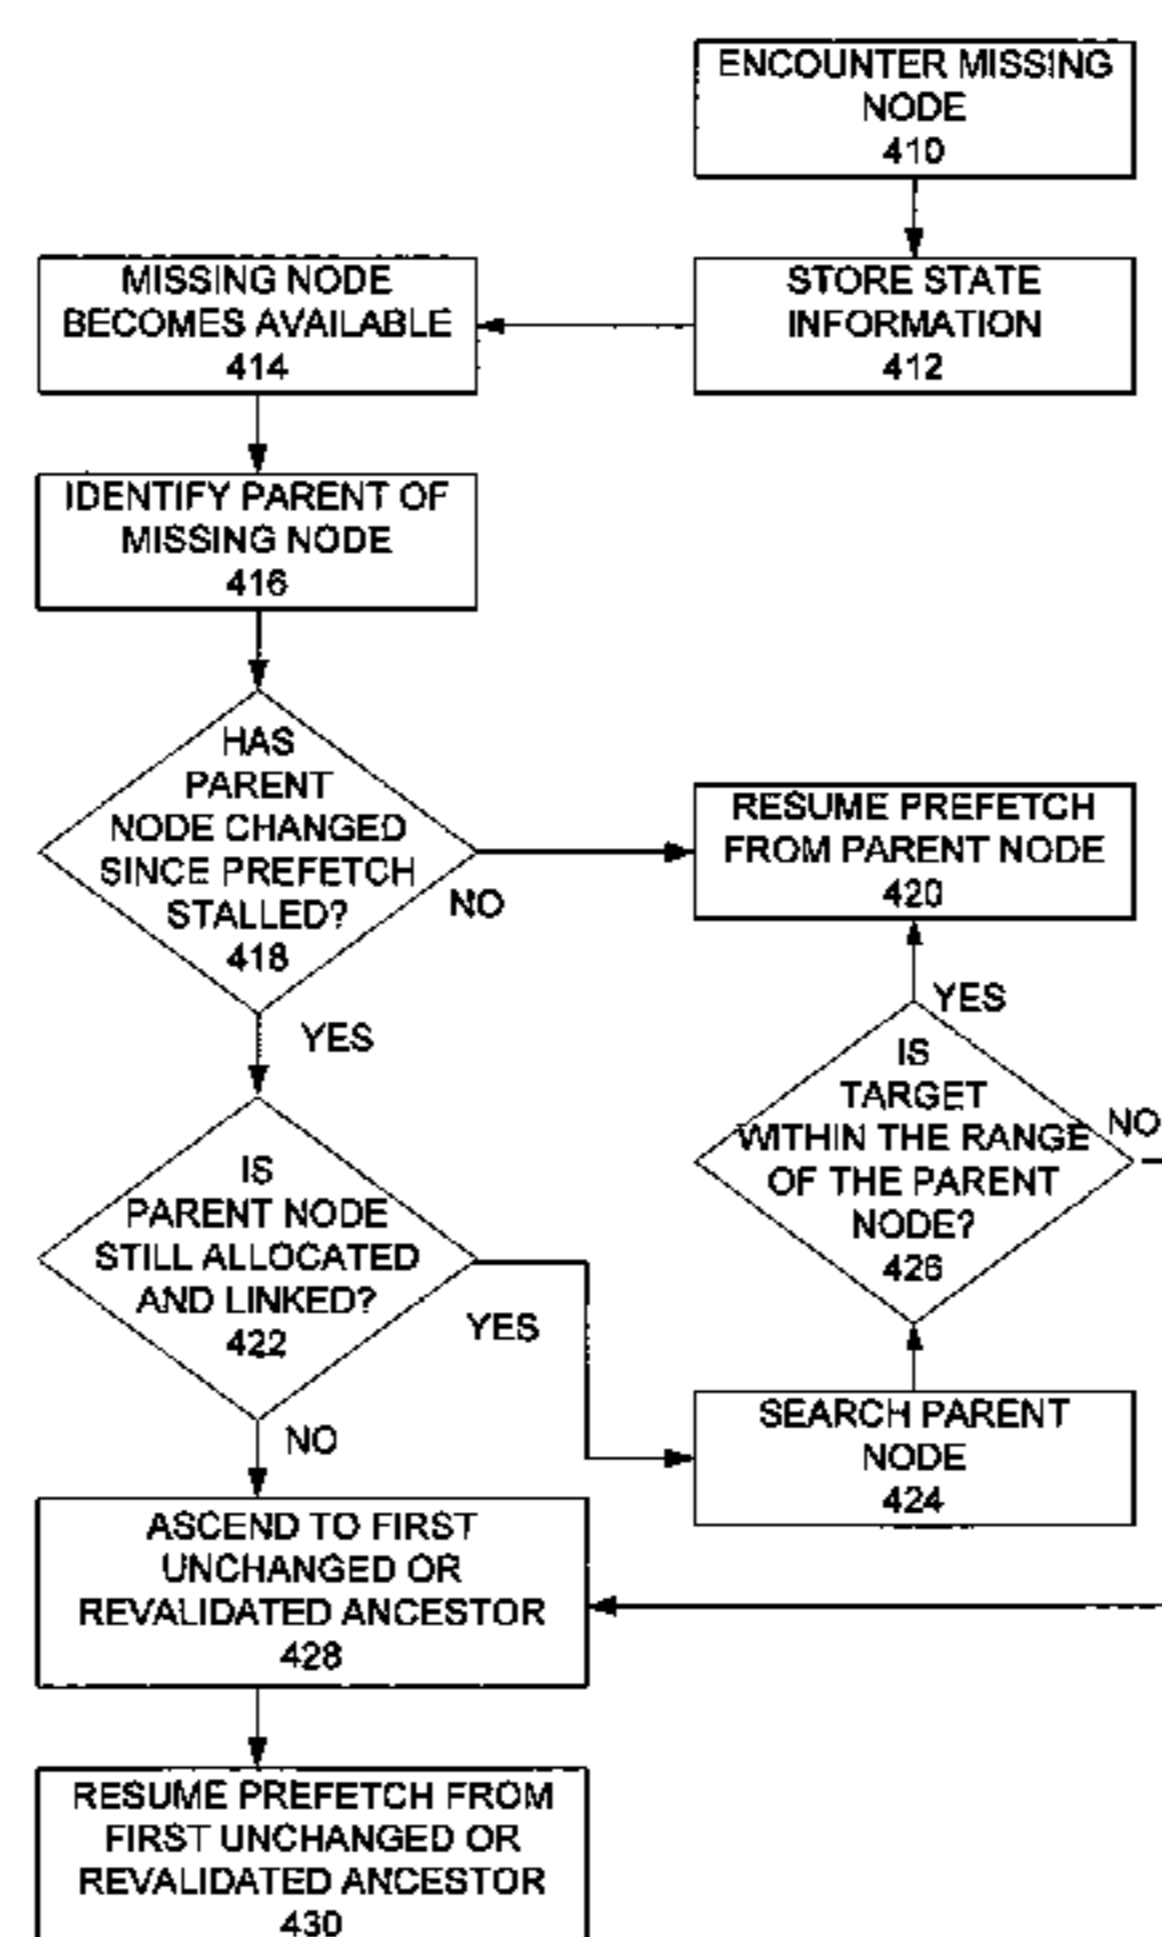 ENCOUNTER MISSING
NODE
410
STORE STATE
INFORMATION
412
MISSING NODE
BECOMES AVAILABLE
414
IDENTIFY PARENT OF
MISSING NODE
416
HAS
PARENT
NODE CHANGED
SINCE PREFETCH
STALLED?
418
NO
YES
RESUME PREFETCH
FROM PARENT NODE
420
YES
IS
TARGET
WITHIN THE RANGE
OF THE PARENT
NODE?
426
NO
IS
PARENT NODE
STILL ALLOCATED
AND LINKED?
422
YES
NO
SEARCH PARENT
NODE
424
ASCEND TO FIRST
UNCHANGED OR
REVALIDATED ANCESTOR
428
RESUME PREFETCH FROM
FIRST UNCHANGED OR
REVALIDATED ANCESTOR
430